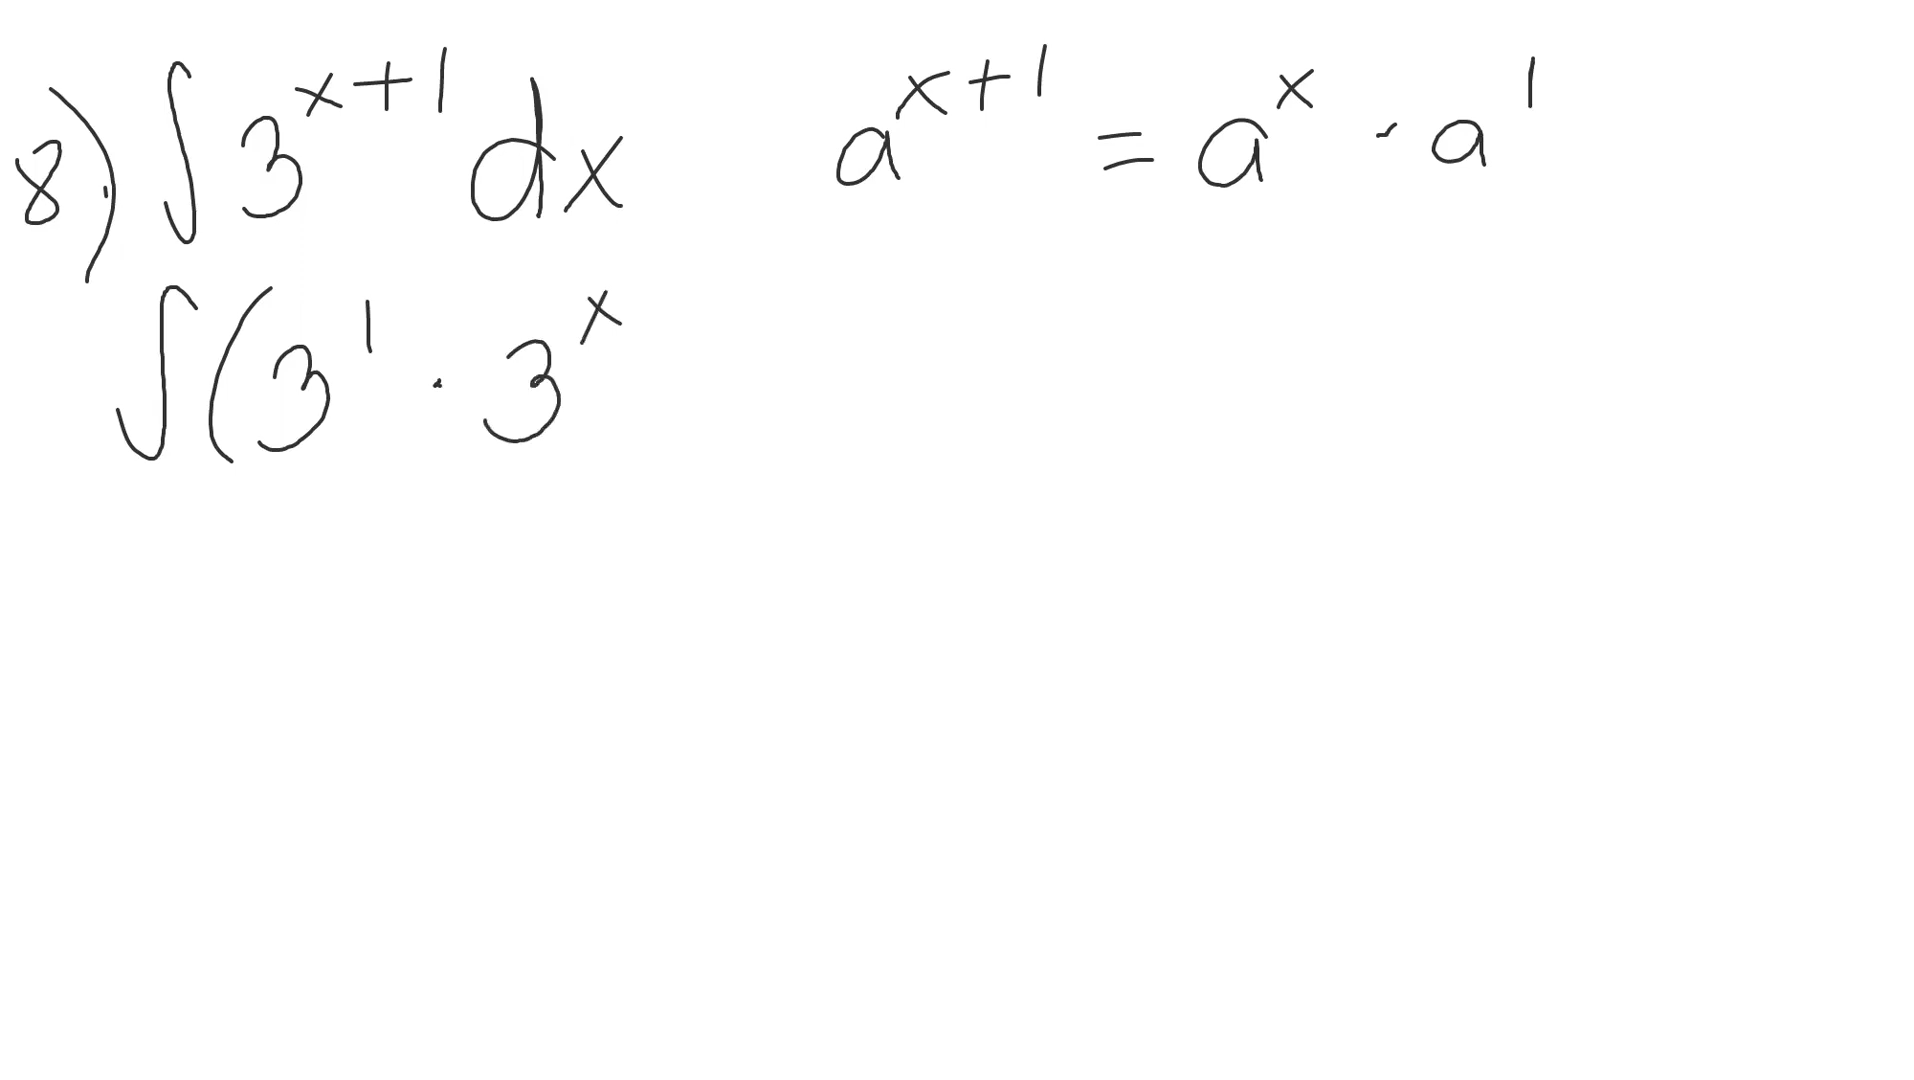 8) ∫ 3^{x+1} dx    a^{x+1} = a^x · a^1
∫ (3^1 · 3^x